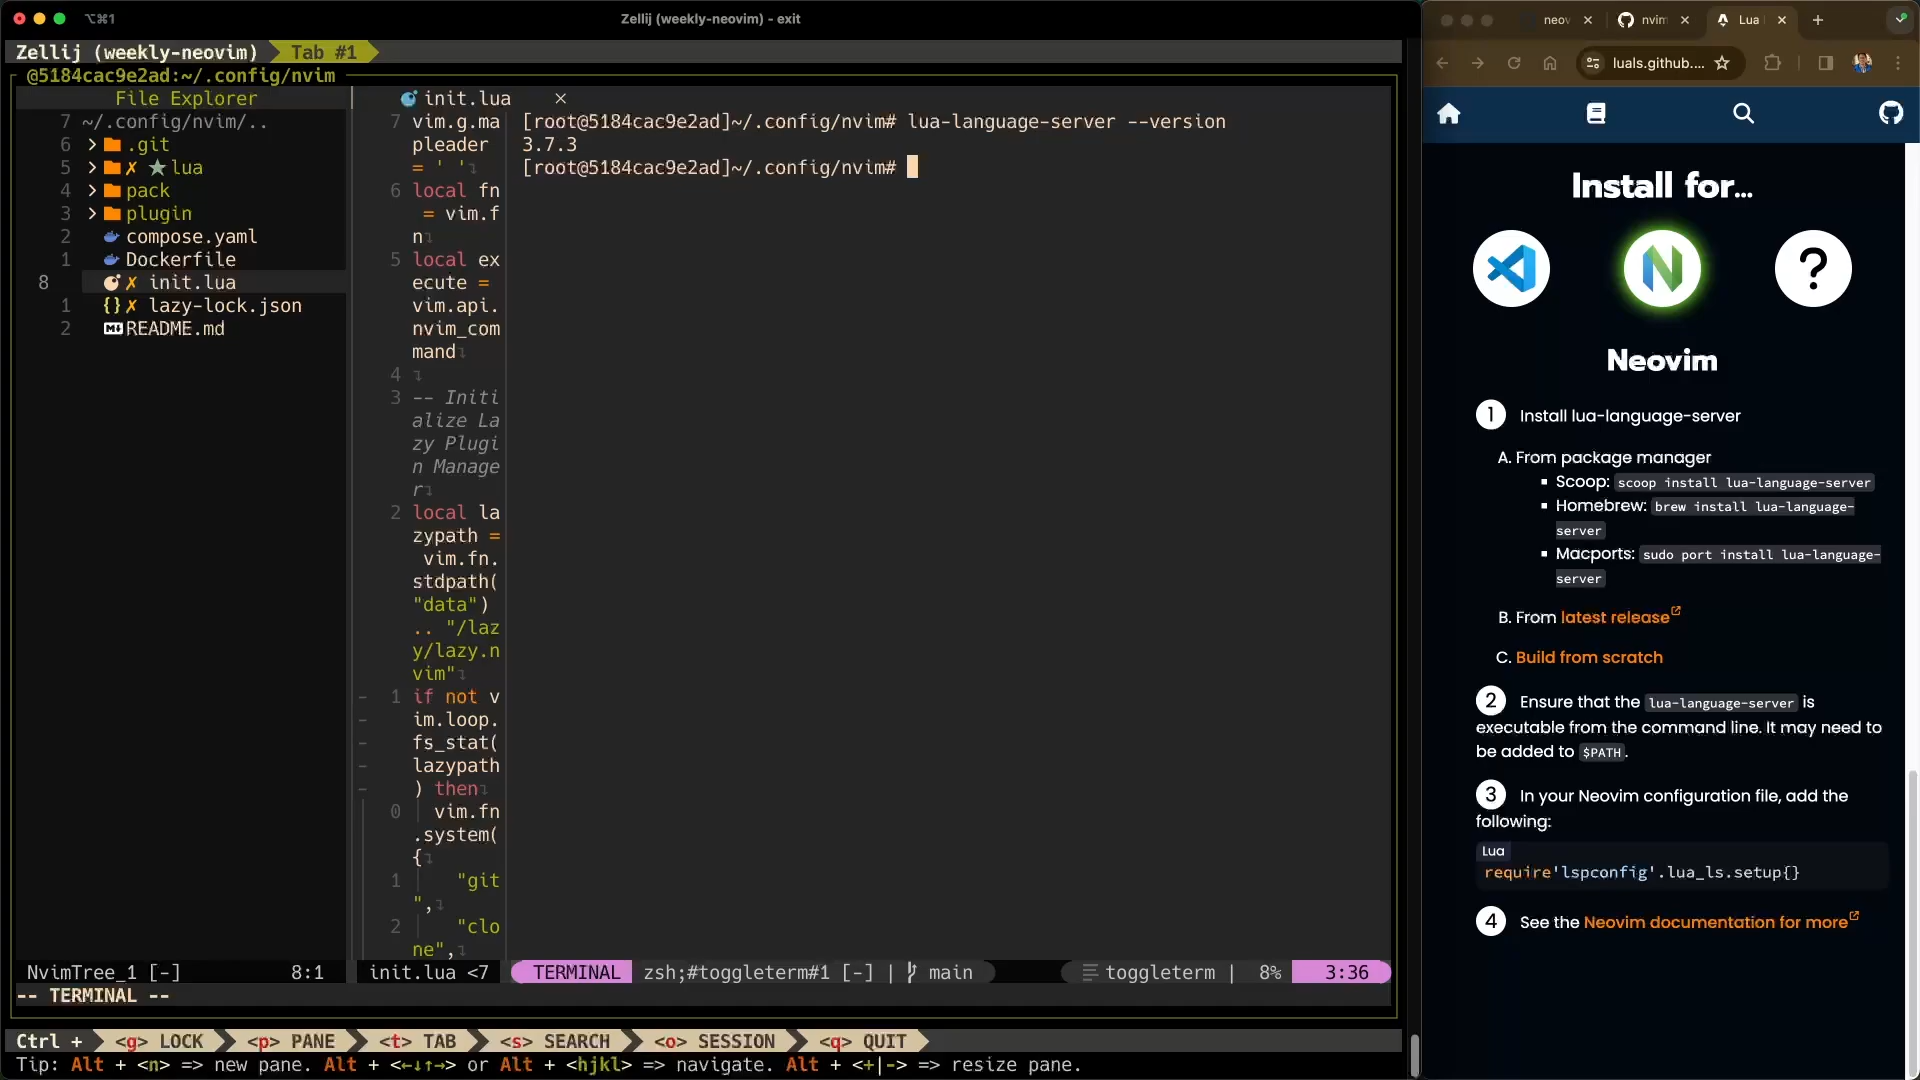 ⌥⌘1
Zellij (weekly-neovim) - exit
Zellij (weekly-neovim) Tab #1
@5184cac9e2ad:~/.config/nvim
File Explorer
7 ~/.config/nvim/..
6 > .git
5 > ✗ ★ lua
4 > pack
3 > plugin
2 compose.yaml
1 Dockerfile
8 ✗ init.lua
1 {} ✗ lazy-lock.json
2 README.md
init.lua ×
7 vim.g.ma
pleader
= ' '
6 local fn
= vim.f
n
5 local ex
ecute =
vim.api.
nvim_com
mand
4
3 -- Initi
alize La
zy Plugi
n Manage
r
2 local la
zypath =
vim.fn.
stdpath(
"data")
.. "/laz
y/lazy.n
vim"
1 if not v
im.loop.
fs_stat(
lazypath
) then
0 vim.fn
.system(
{
1 "git
",
2 "clo
ne",
[root@5184cac9e2ad]~/.config/nvim# lua-language-server --version
3.7.3
[root@5184cac9e2ad]~/.config/nvim#
NvimTree_1 [-] 8:1
init.lua <7
TERMINAL zsh;#toggleterm#1 [-] | main
toggleterm | 8% 3:36
-- TERMINAL --
Ctrl + <g> LOCK <p> PANE <t> TAB <s> SEARCH <o> SESSION <q> QUIT
Tip: Alt + <n> => new pane. Alt + <←↓↑→> or Alt + <hjkl> => navigate. Alt + <+|-> => resize pane.
neov × nvim × Lua × +
luals.github....
Install for...
?
Neovim
1 Install lua-language-server
A. From package manager
Scoop: scoop install lua-language-server
Homebrew: brew install lua-language-
server
Macports: sudo port install lua-language-
server
B. From latest release
C. Build from scratch
2 Ensure that the lua-language-server is
executable from the command line. It may need to
be added to $PATH.
3 In your Neovim configuration file, add the
following:
Lua
require'lspconfig'.lua_ls.setup{}
4 See the Neovim documentation for more